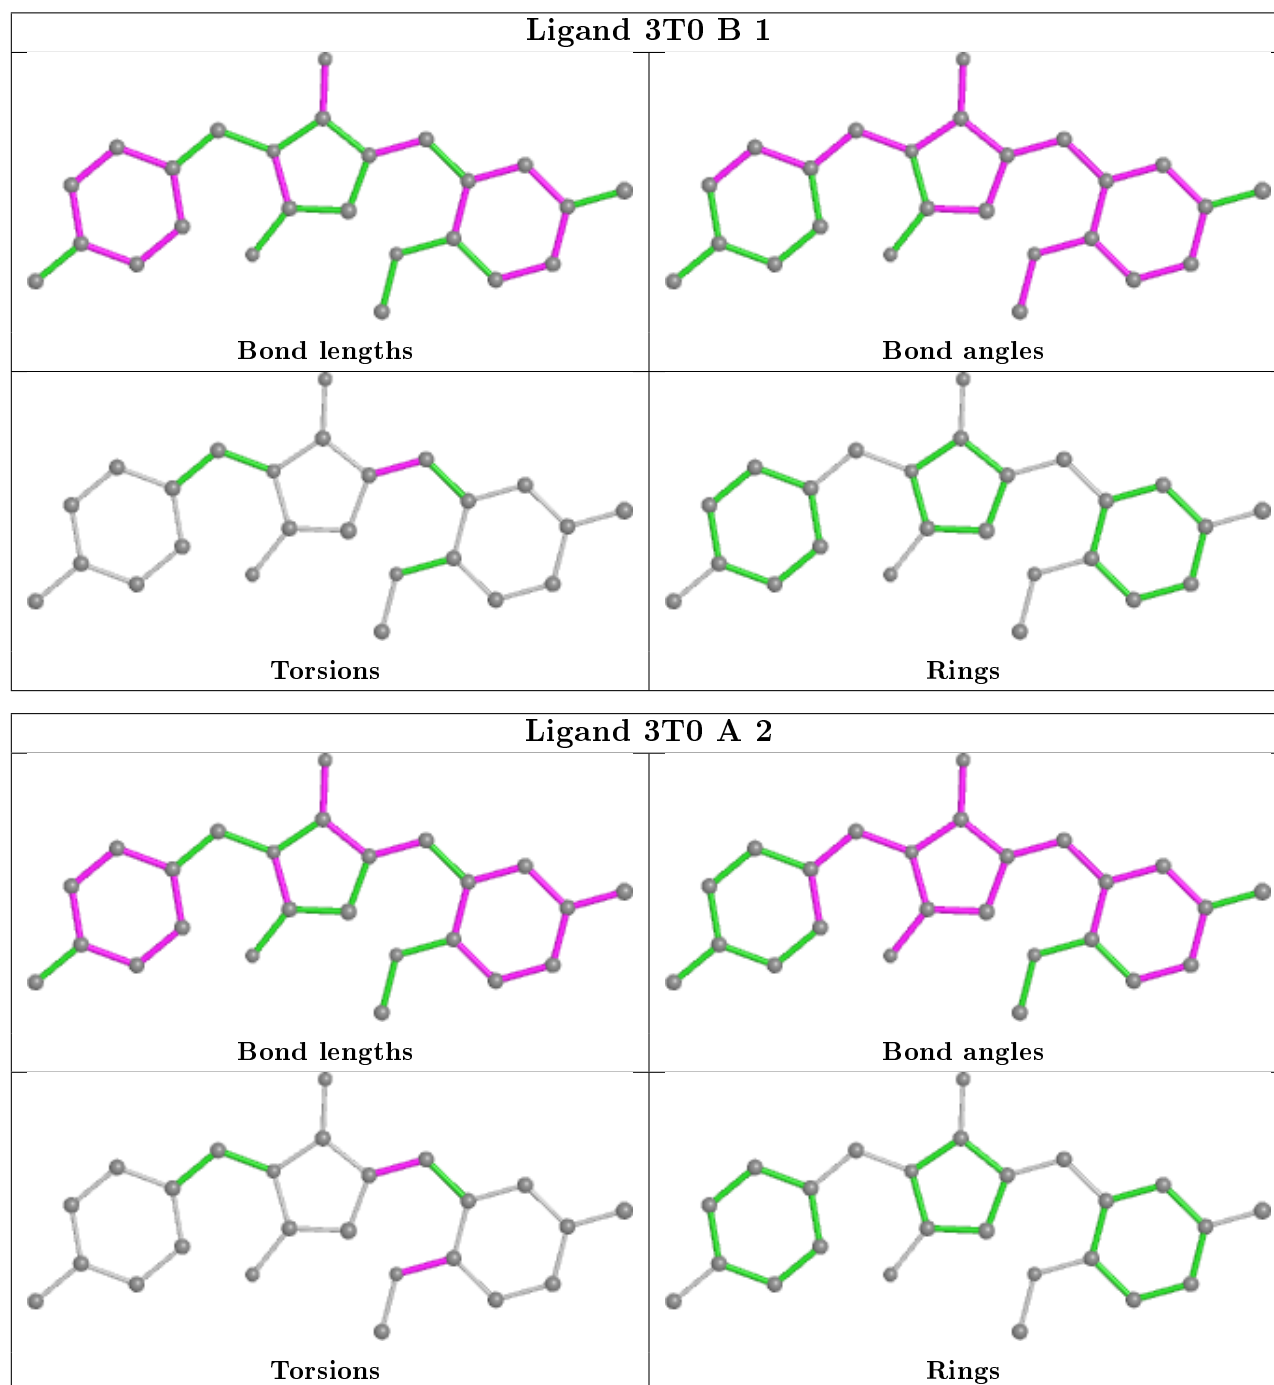 Ligand 3T0 B 1
Bond lengths
Bond angles
Torsions
Rings
Ligand 3T0 A 2
Bond lengths
Bond angles
Torsions
Rings